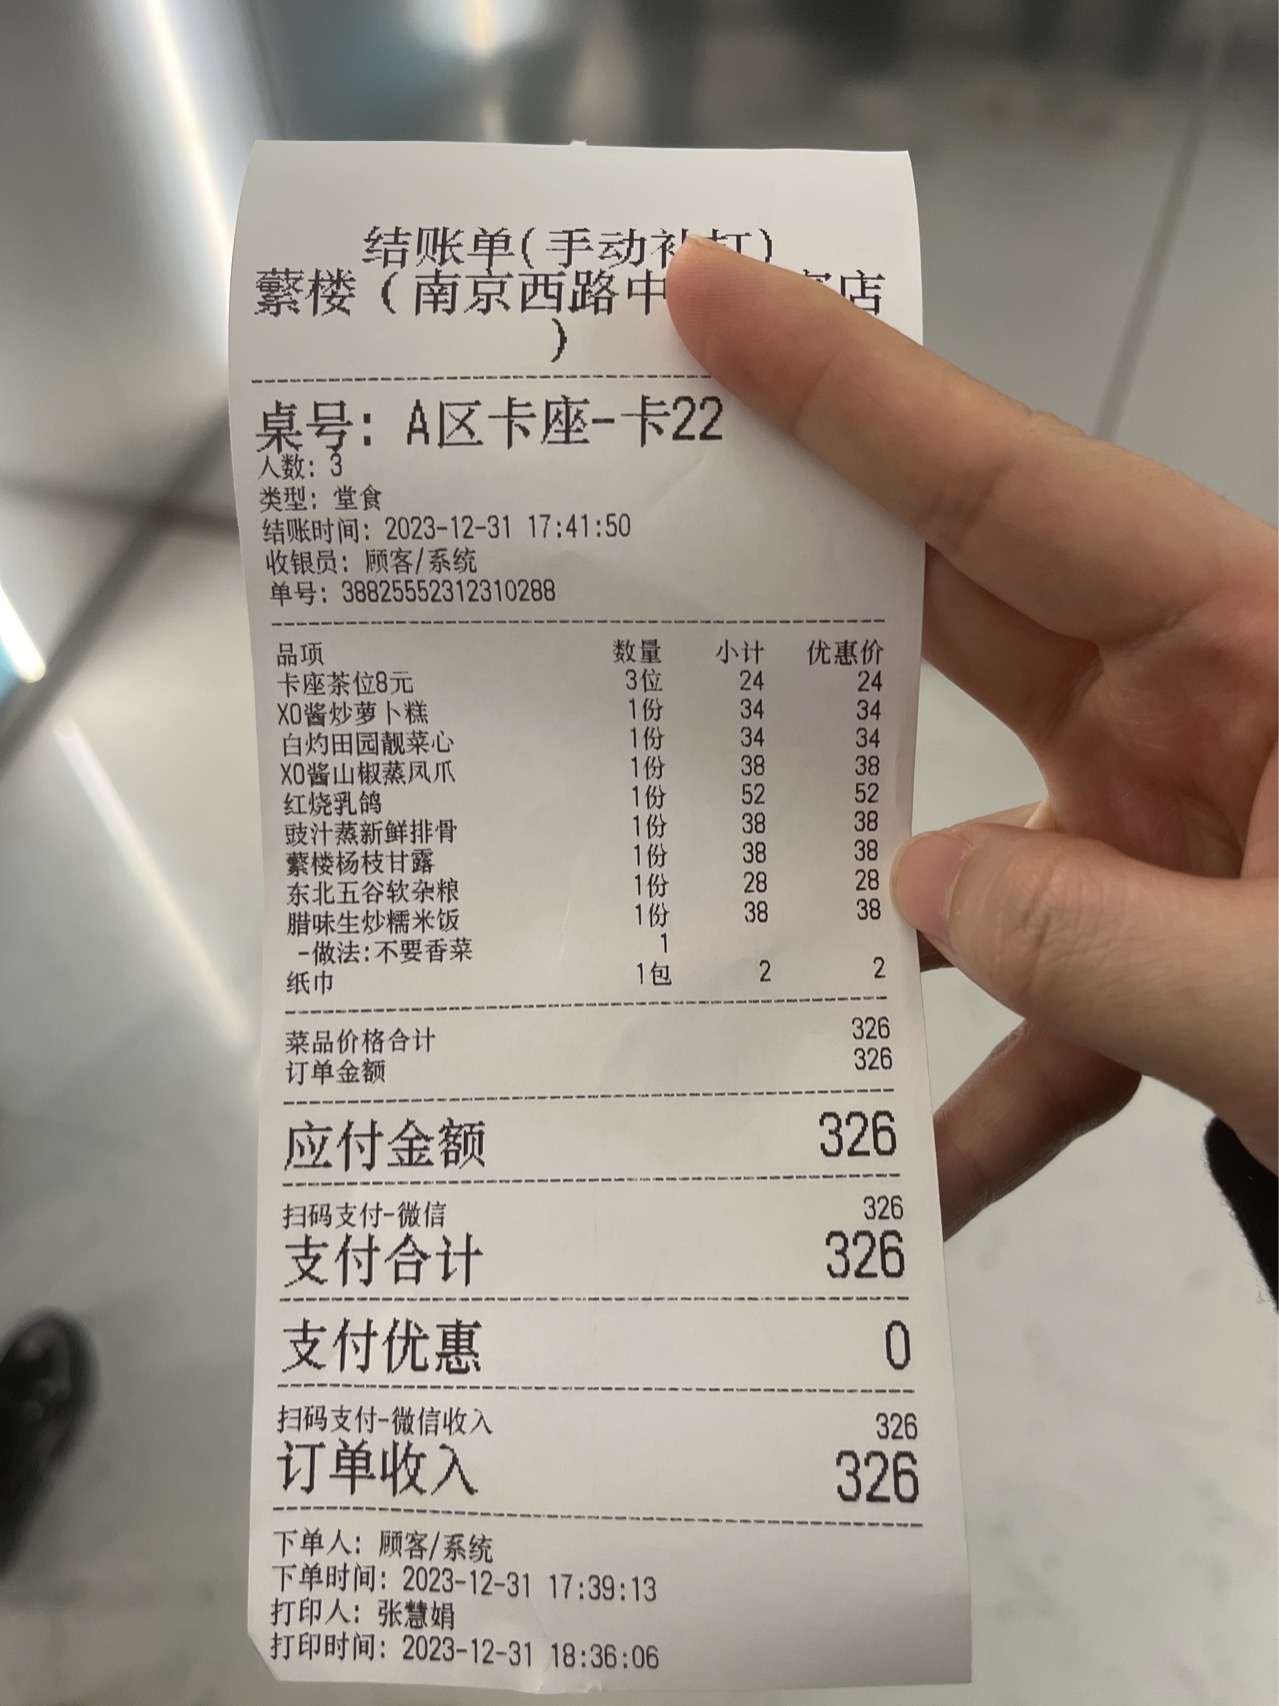 结账单(手动补打)
蘩楼(南京西路中 店
)
桌号: A区卡座-卡22
人数: 3
类型: 堂食
结账时间: 2023-12-31 17:41:50
收银员: 顾客/系统
单号: 38825552312310288
品项 数量 小计 优惠价
卡座茶位8元 3位 24 24
XO酱炒萝卜糕 1份 34 34
白灼田园靓菜心 1份 34 34
XO酱山椒蒸凤爪 1份 38 38
红烧乳鸽 1份 52 52
豉汁蒸新鲜排骨 1份 38 38
蘩楼杨枝甘露 1份 38 38
东北五谷软杂粮 1份 28 28
腊味生炒糯米饭 1份 38 38
-做法:不要香菜 1
纸巾 1包 2 2
菜品价格合计 326
订单金额 326
应付金额 326
扫码支付-微信 326
支付合计 326
支付优惠 0
扫码支付-微信收入 326
订单收入 326
下单人: 顾客/系统
下单时间: 2023-12-31 17:39:13
打印人: 张慧娟
打印时间: 2023-12-31 18:36:06